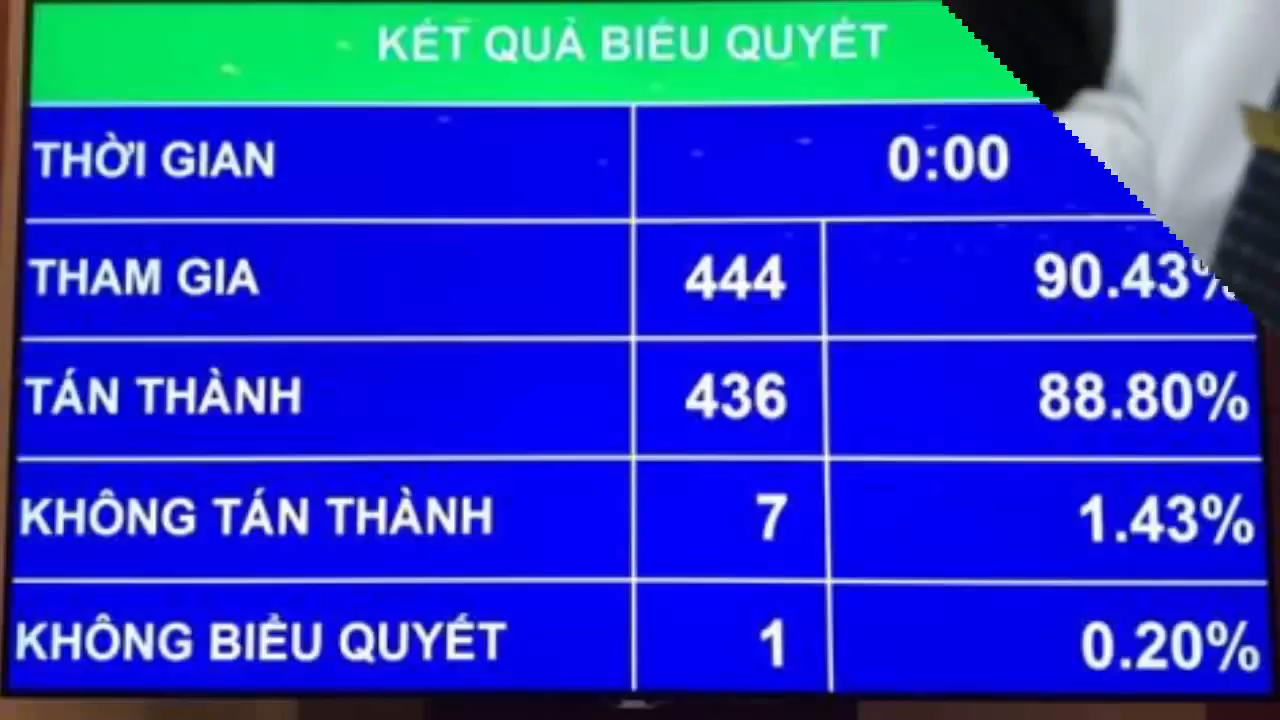 KẾT QUẢ BIỂU QUYẾT
THỜI GIAN 0:00
THAM GIA 444 90.43%
TÁN THÀNH 436 88.80%
KHÔNG TÁN THÀNH 7 1.43%
KHÔNG BIỂU QUYẾT 1 0.20%